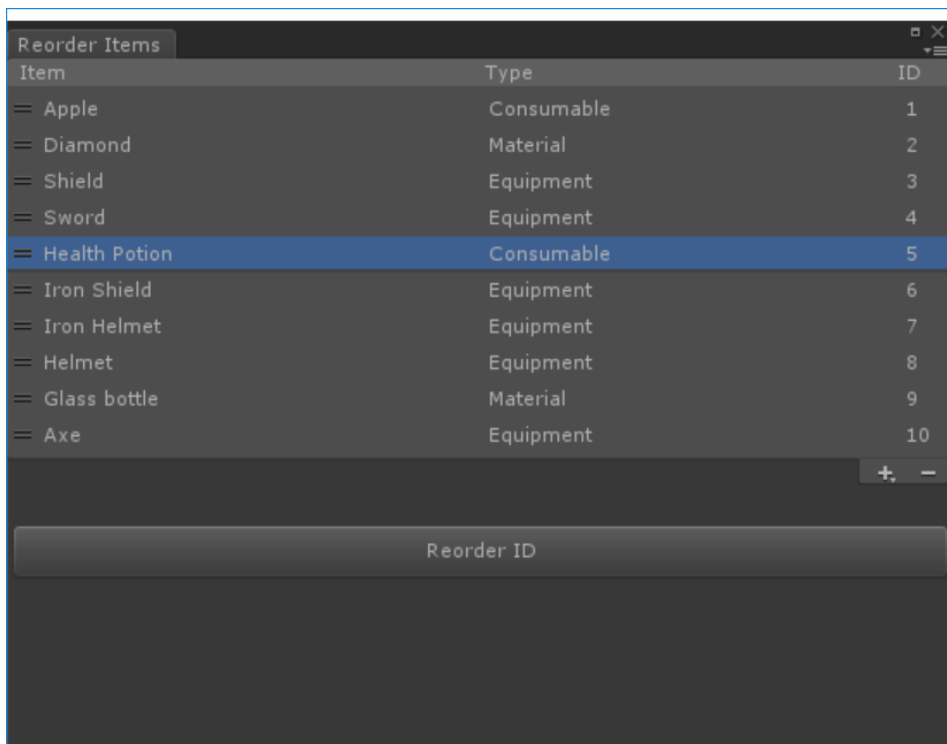 Reorder Items
Item Type ID
Apple Consumable 1
Diamond Material 2
Shield Equipment 3
Sword Equipment 4
Health Potion Consumable 5
Iron Shield Equipment 6
Iron Helmet Equipment 7
Helmet Equipment 8
Glass bottle Material 9
Axe Equipment 10
Reorder ID